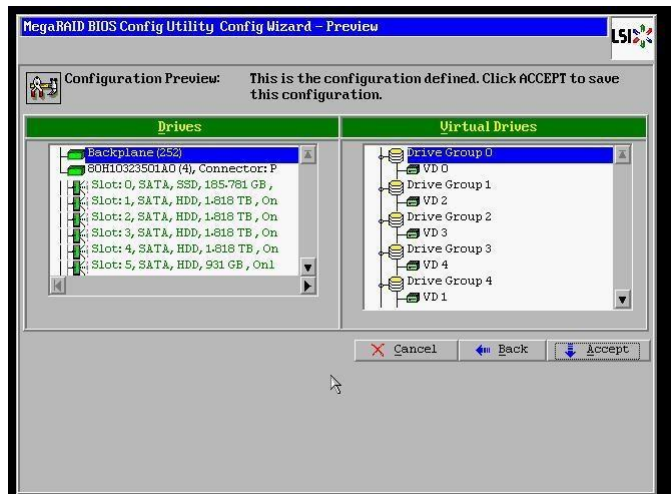 MegaRAID BIOS Config Utility Config Wizard - Preview
LSI
Configuration Preview: This is the configuration defined. Click ACCEPT to save
this configuration.
Drives
Backplane (252)
80H10323501A0 (4), Connector: P
Slot: 0, SATA, SSD, 185.781 GB,
Slot: 1, SATA, HDD, 1.818 TB, On
Slot: 2, SATA, HDD, 1.818 TB, On
Slot: 3, SATA, HDD, 1.818 TB, On
Slot: 4, SATA, HDD, 1.818 TB, On
Slot: 5, SATA, HDD, 931 GB, Onl
Virtual Drives
Drive Group 0
VD 0
Drive Group 1
VD 2
Drive Group 2
VD 3
Drive Group 3
VD 4
Drive Group 4
VD 1
Cancel Back Accept